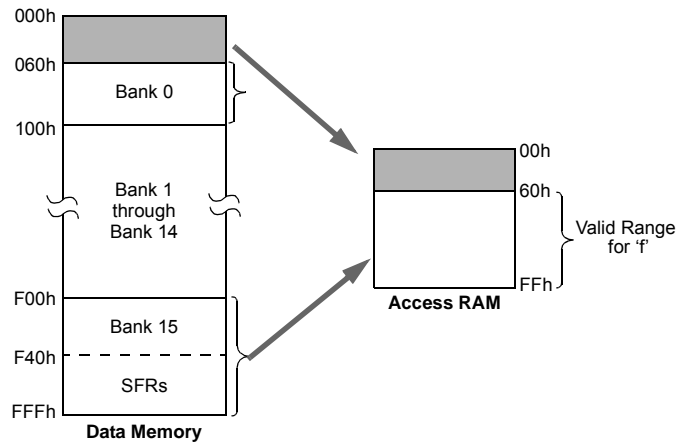 000h
060h
Bank 0
100h
Bank 1
through
Bank 14
F00h
Bank 15
F40h
SFRs
FFFh
Data Memory
00h
60h
Valid Range
for ‘f’
FFh
Access RAM